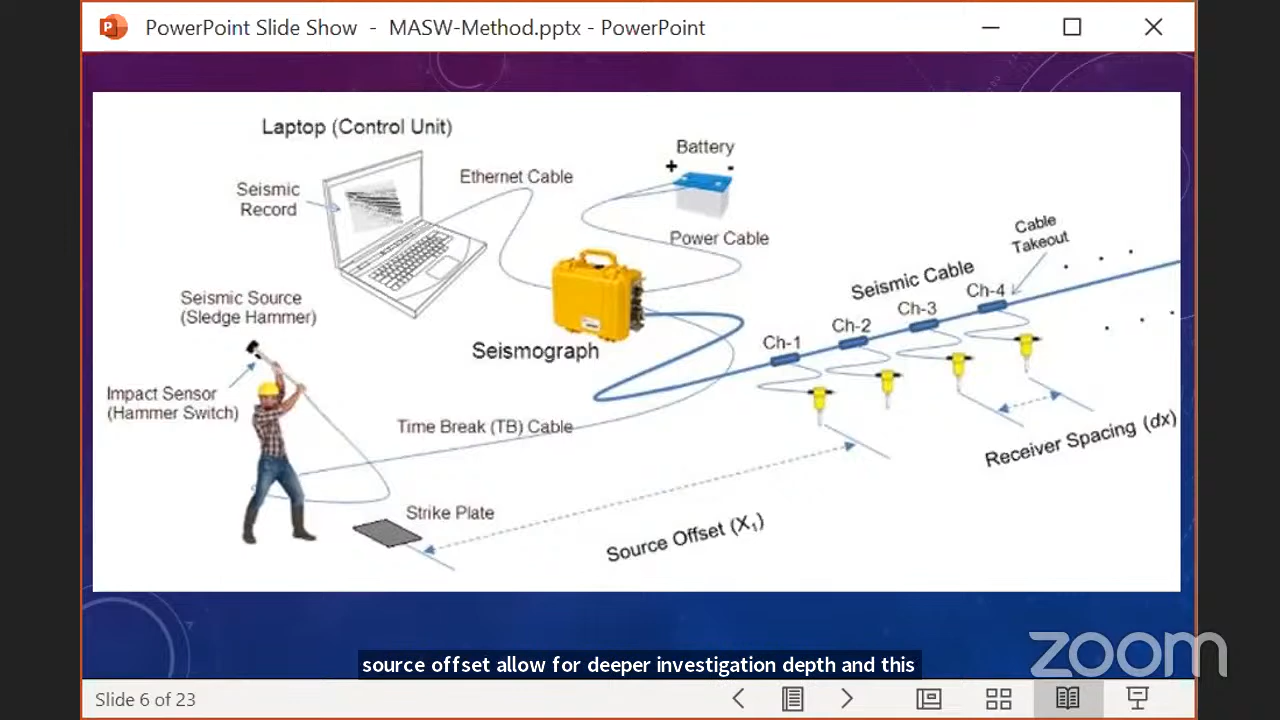 PowerPoint Slide Show - MASW-Method.pptx - PowerPoint
Laptop (Control Unit)
Battery
+ -
Ethernet Cable
Seismic
Record
Power Cable
Cable
Takeout
Seismic Cable
Seismic Source
(Sledge Hammer)
Ch-1
Ch-2
Ch-3
Ch-4
Seismograph
Impact Sensor
(Hammer Switch)
Time Break (TB) Cable
Receiver Spacing (dx)
Strike Plate
Source Offset (X₁)
source offset allow for deeper investigation depth and this
zoom
Slide 6 of 23